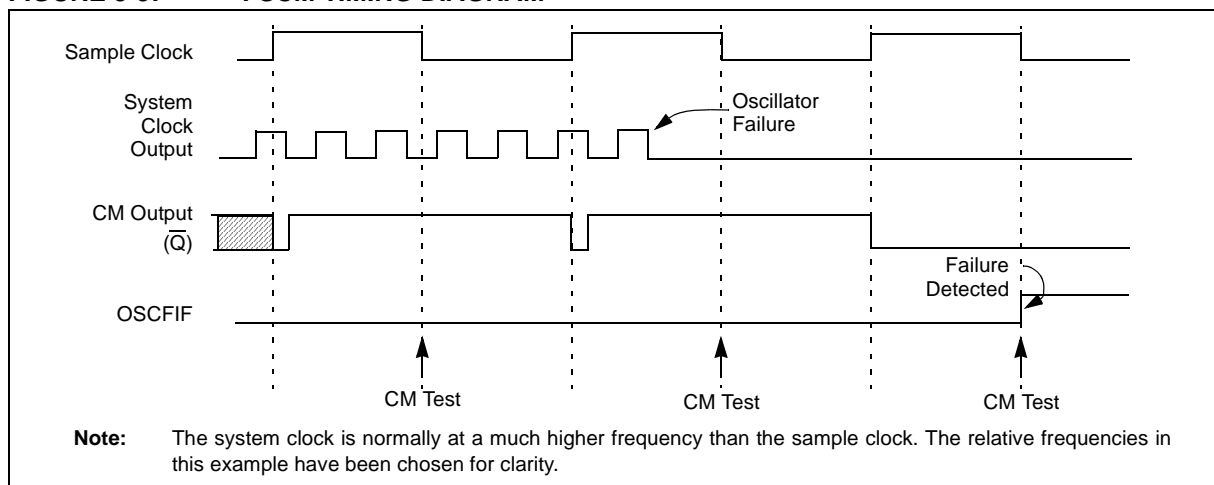 Sample Clock
System
Clock
Output
Oscillator
Failure
CM Output
(Q)
Failure
Detected
OSCFIF
CM Test
CM Test
CM Test
Note: The system clock is normally at a much higher frequency than the sample clock. The relative frequencies in
this example have been chosen for clarity.